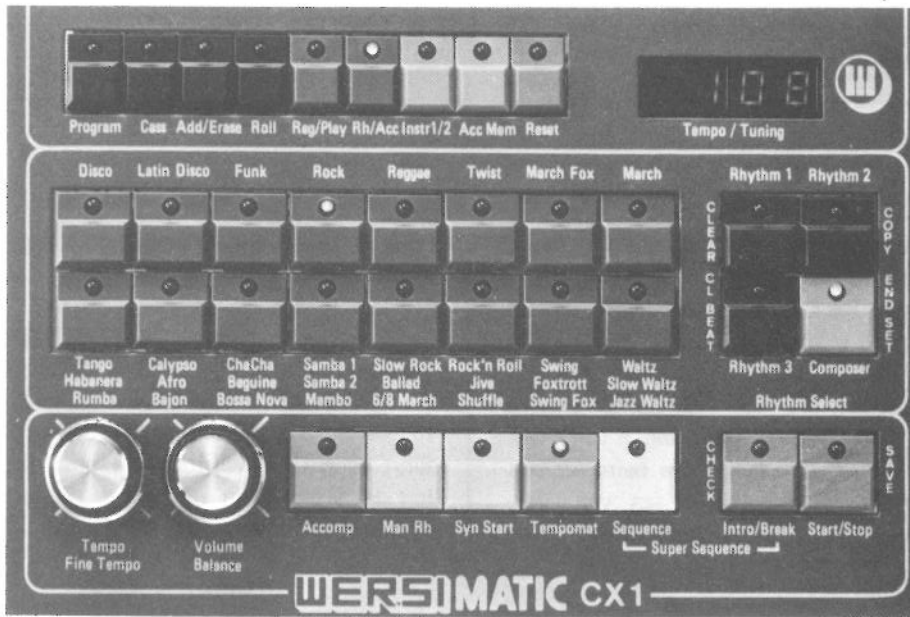 108
Program Cass Add/Erase Roll Reg/Play Rh/Acc Instr1/2 Acc Mem Reset
Tempo / Tuning
Disco Latin Disco Funk Rock Reggae Twist March Fox March
Rhythm 1 Rhythm 2
CLEAR
COPY
CL BEAT
END SET
Tango Calypso ChaCha Samba 1 Slow Rock Rock'n Roll Swing Waltz
Habanera Afro Beguine Samba 2 Ballad Jive Foxtrott Slow Waltz
Rumba Bajon Bossa Nova Mambo 6/8 March Shuffle Swing Fox Jazz Waltz
Rhythm 3 Composer
Rhythm Select
CHECK
SAVE
Accomp Man Rh Syn Start Tempomat Sequence Intro/Break Start/Stop
Super Sequence
Tempo
Fine Tempo
Volume
Balance
WERSIMATIC CX1